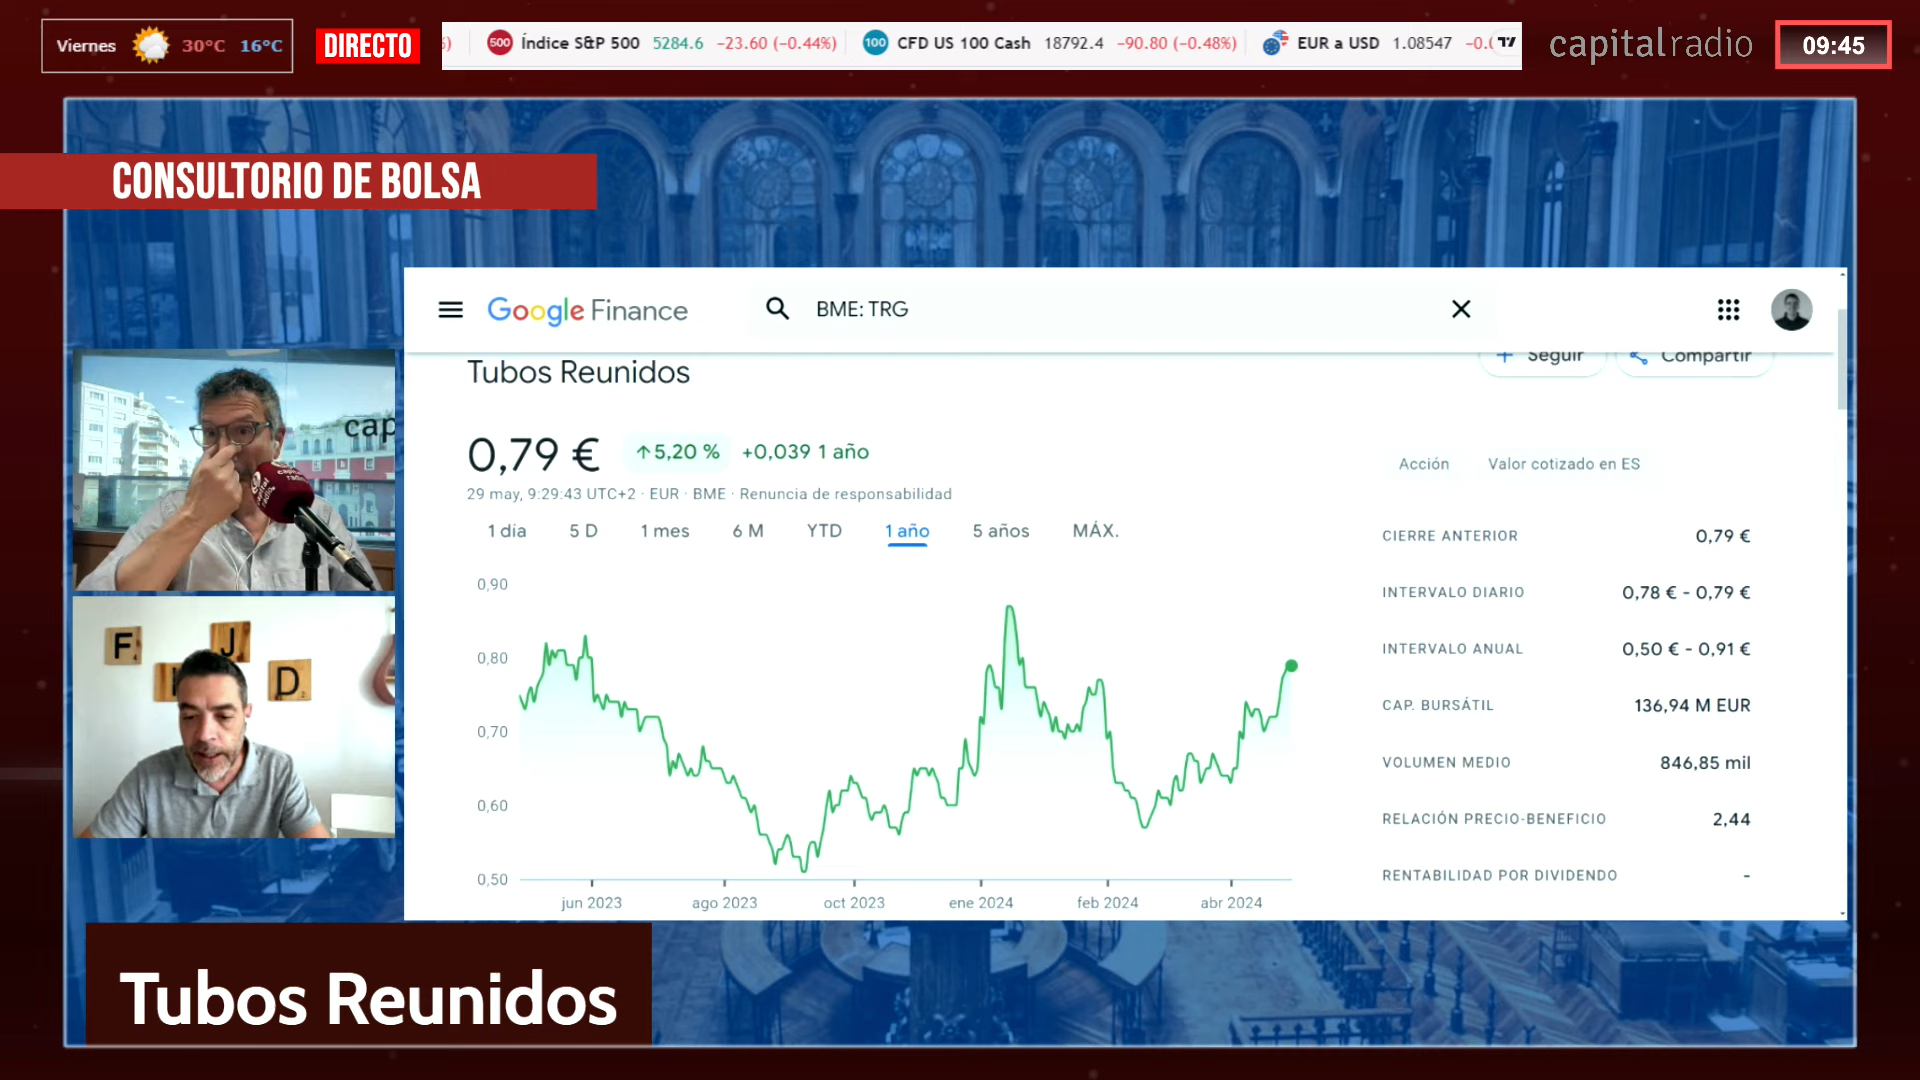 Viernes 30°C 16°C
DIRECTO
500 Índice S&P 500 5284.6 −23.60 (−0.44%) 100 CFD US 100 Cash 18792.4 −90.80 (−0.48%) EUR a USD 1.08547
capitalradio
09:45
CONSULTORIO DE BOLSA
Google Finance
BME: TRG
Tubos Reunidos
+ Seguir
Compartir
0,79 € ↑5,20 % +0,039 1 año
29 may, 9:29:43 UTC+2 · EUR · BME · Renuncia de responsabilidad
1 día 5 D 1 mes 6 M YTD 1 año 5 años MÁX.
0,90
0,80
0,70
0,60
0,50
jun 2023 ago 2023 oct 2023 ene 2024 feb 2024 abr 2024
Acción Valor cotizado en ES
CIERRE ANTERIOR 0,79 €
INTERVALO DIARIO 0,78 € - 0,79 €
INTERVALO ANUAL 0,50 € - 0,91 €
CAP. BURSÁTIL 136,94 M EUR
VOLUMEN MEDIO 846,85 mil
RELACIÓN PRECIO-BENEFICIO 2,44
RENTABILIDAD POR DIVIDENDO -
cap
capital radio
F
J
D
Tubos Reunidos